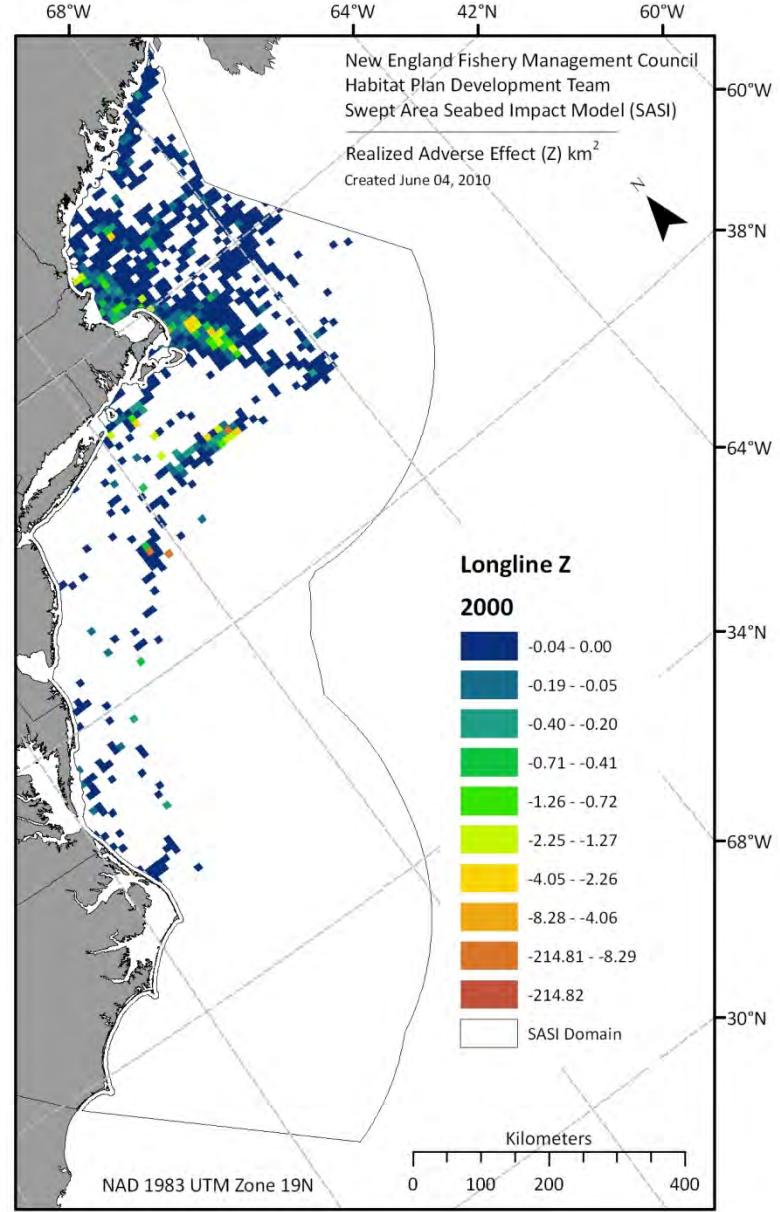 68°W 64°W 42°N 60°W
New England Fishery Management Council
Habitat Plan Development Team
Swept Area Seabed Impact Model (SASI)
Realized Adverse Effect (Z) km²
Created June 04, 2010
N
60°W
38°N
64°W
34°N
68°W
30°N
Longline Z
2000
-0.04 - 0.00
-0.19 - -0.05
-0.40 - -0.20
-0.71 - -0.41
-1.26 - -0.72
-2.25 - -1.27
-4.05 - -2.26
-8.28 - -4.06
-214.81 - -8.29
-214.82
SASI Domain
Kilometers
0 100 200 400
NAD 1983 UTM Zone 19N